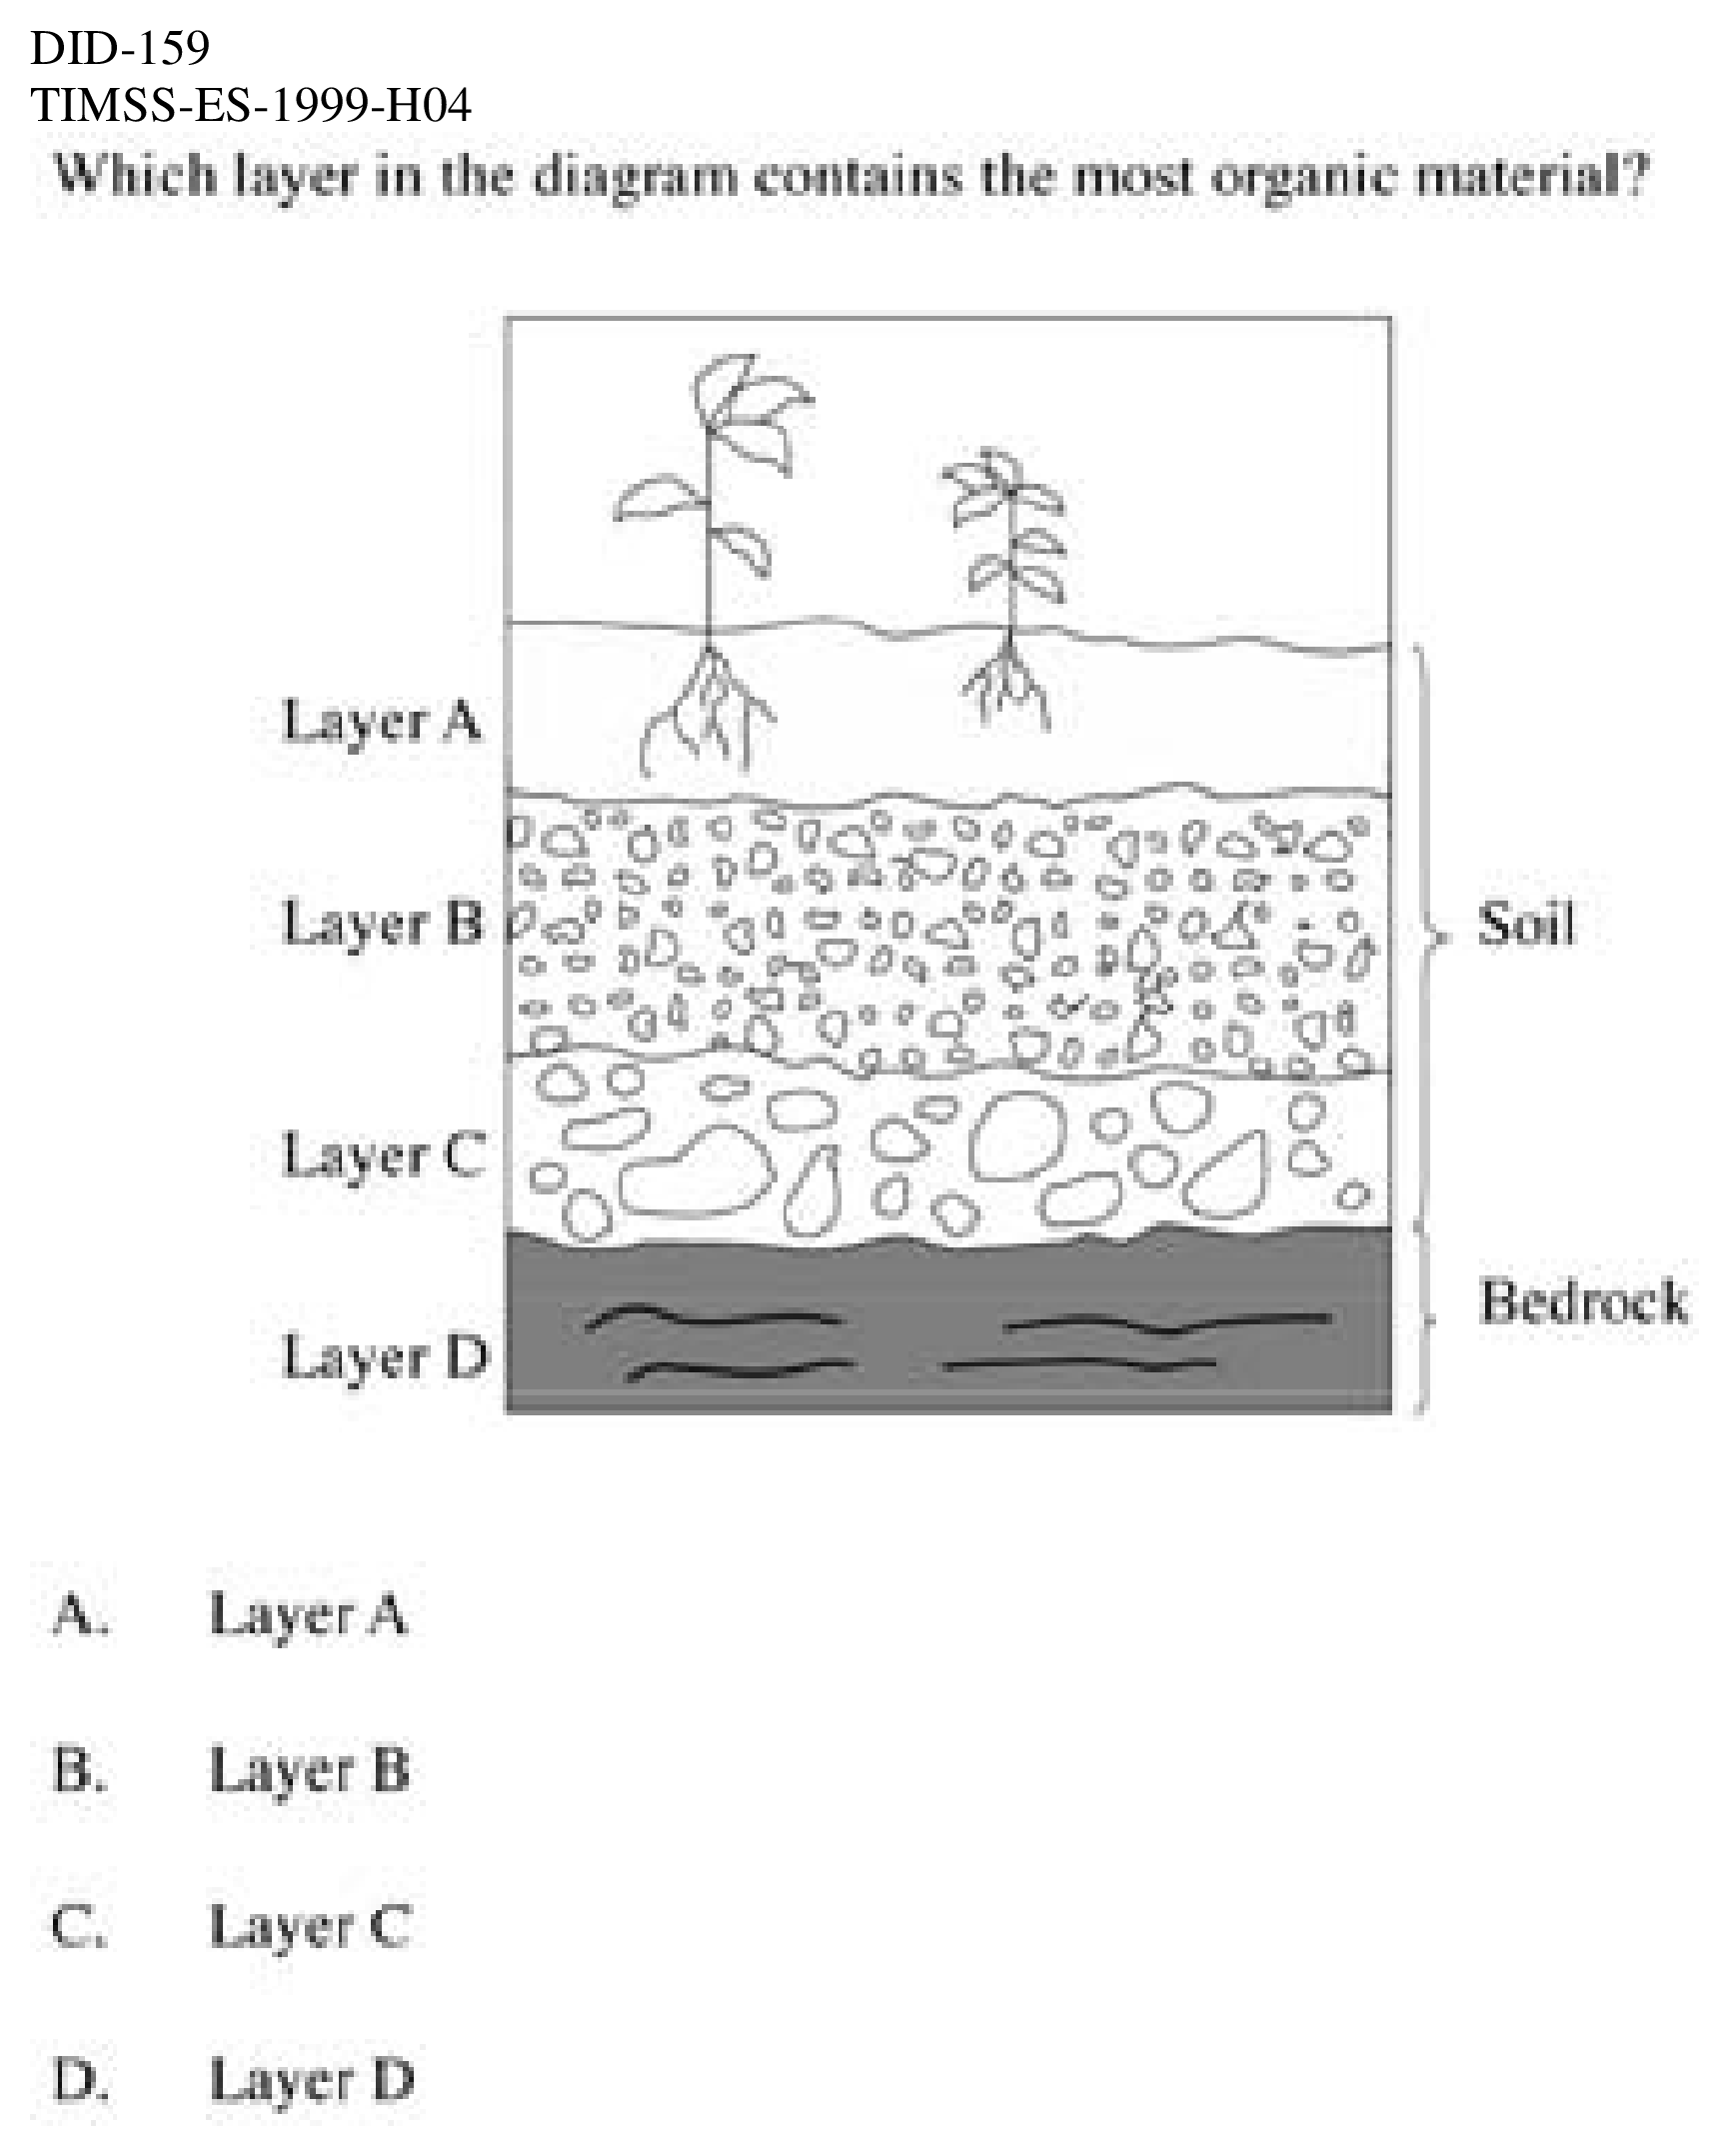 DID-159
TIMSS-ES-1999-H04
Which layer in the diagram contains the most organic material?
Layer A
Layer B
Soil
Layer C
Bedrock
Layer D
A. Layer A
B. Layer B
C. Layer C
D. Layer D